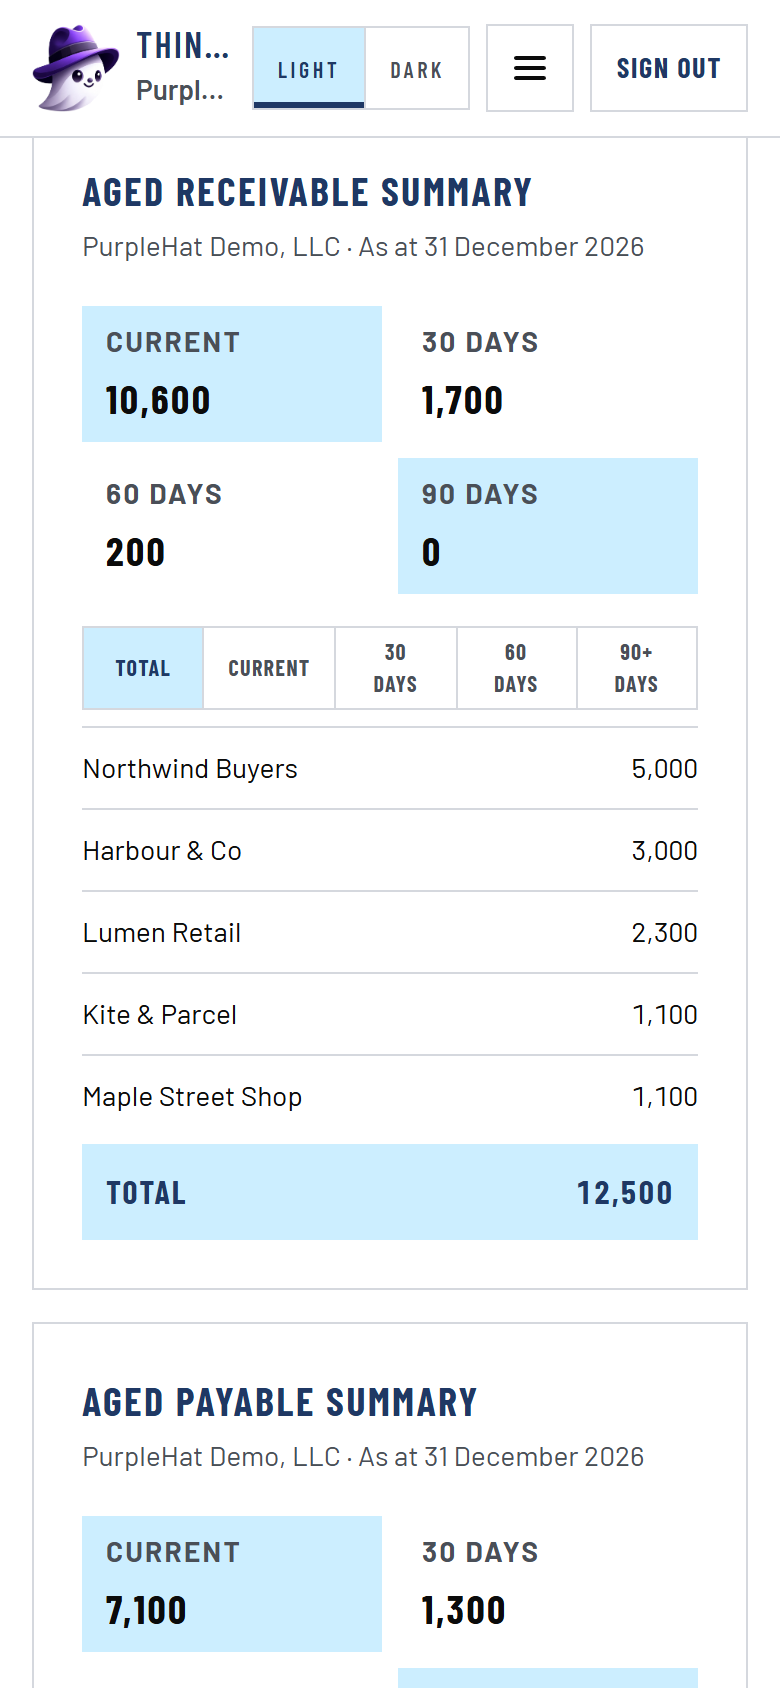 THIN...
Purpl...
LIGHT
DARK
SIGN OUT
AGED RECEIVABLE SUMMARY
PurpleHat Demo, LLC · As at 31 December 2026
CURRENT
10,600
30 DAYS
1,700
60 DAYS
200
90 DAYS
0
TOTAL
CURRENT
30
DAYS
60
DAYS
90+
DAYS
Northwind Buyers 5,000
Harbour & Co 3,000
Lumen Retail 2,300
Kite & Parcel 1,100
Maple Street Shop 1,100
TOTAL 12,500
AGED PAYABLE SUMMARY
PurpleHat Demo, LLC · As at 31 December 2026
CURRENT
7,100
30 DAYS
1,300